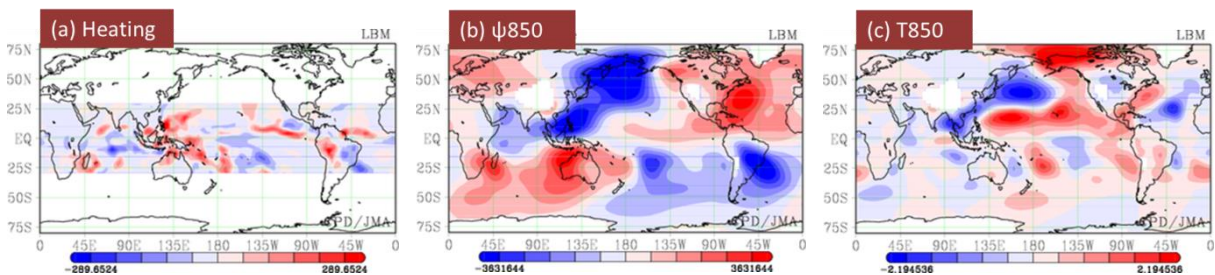 (a) Heating
LBM
75N
50N
25N
EQ
25S
50S
75S
CPD/JMA
0 45E 90E 135E 180 135W 90W 45W 0
-289.6524 289.6524
(b) ψ850
LBM
75N
50N
25N
EQ
25S
50S
75S
CPD/JMA
0 45E 90E 135E 180 135W 90W 45W 0
-3631644 3631644
(c) T850
LBM
75N
50N
25N
EQ
25S
50S
75S
CPD/JMA
0 45E 90E 135E 180 135W 90W 45W 0
-2.194536 2.194536